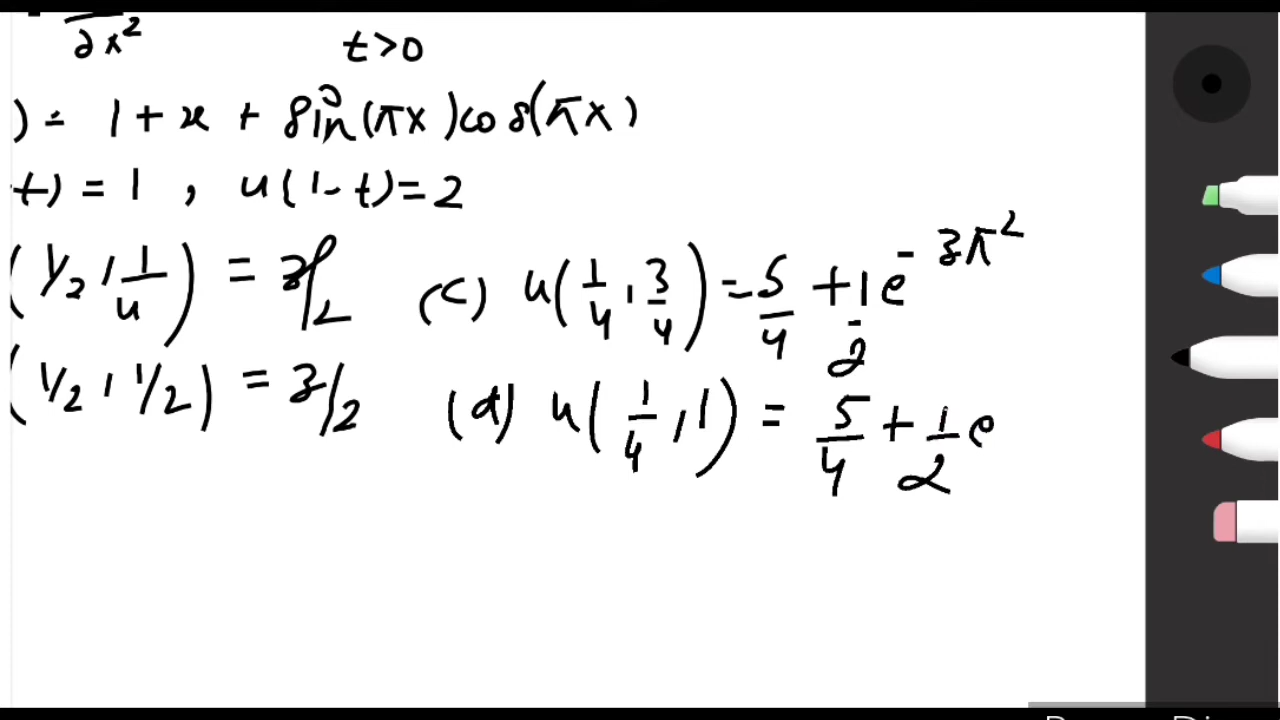 ∂x² t>0
) = 1 + x + sin(πx)cos(πx)
t) = 1 , u(1-t) = 2
(1/2 , 1/4) = 3/2 (c) u(1/4 , 3/4) = 5/4 + 1/2 e^-3π²
(1/2 , 1/2) = 3/2 (d) u(1/4 , 1) = 5/4 + 1/2 e